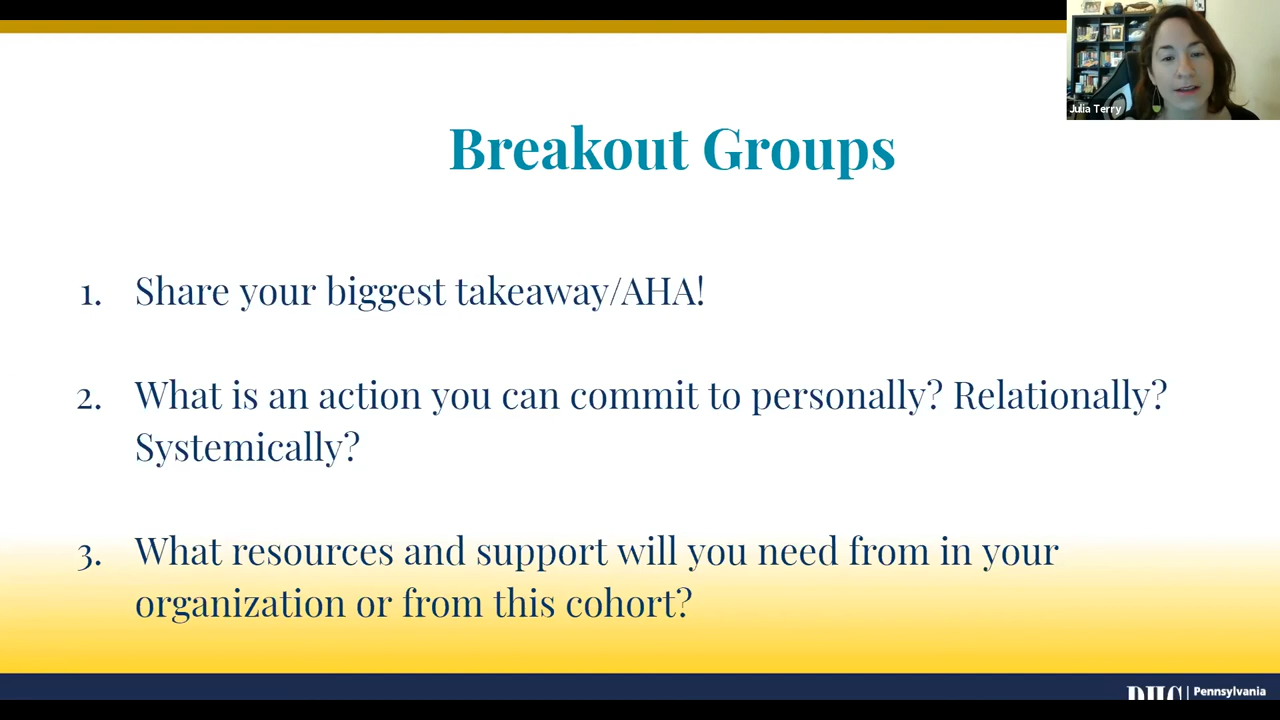 Julia Terry
Breakout Groups
1. Share your biggest takeaway/AHA!
2. What is an action you can commit to personally? Relationally?
Systemically?
3. What resources and support will you need from in your
organization or from this cohort?
Pennsylvania